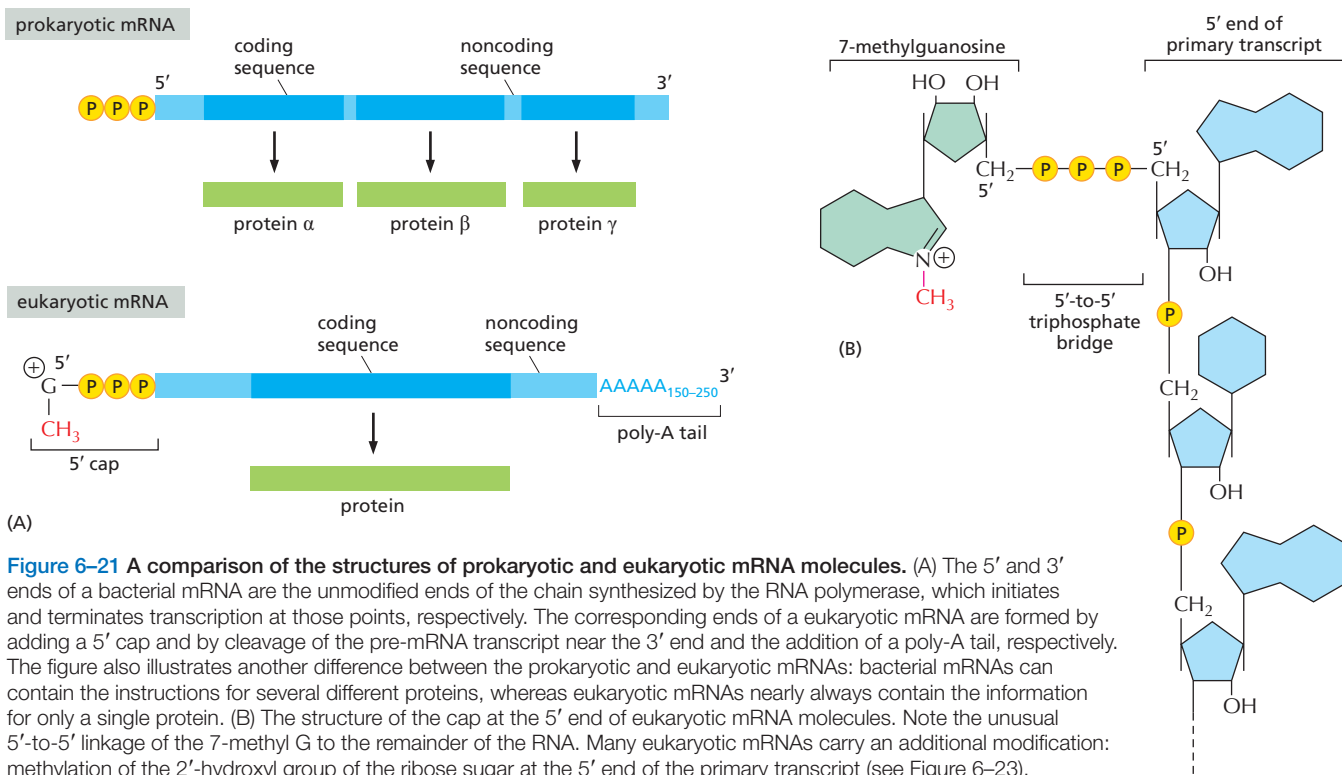 prokaryotic mRNA
coding
sequence
noncoding
sequence
5′
3′
P P P
protein α
protein β
protein γ
eukaryotic mRNA
coding
sequence
noncoding
sequence
+
5′
G
P P P
CH3
5′ cap
AAAAA150–250
3′
poly-A tail
protein
(A)
7-methylguanosine
5′ end of
primary transcript
HO OH
CH2
5′
P P P
5′
CH2
N
+
CH3
OH
5′-to-5′
triphosphate
bridge
(B)
P
CH2
OH
P
CH2
OH
Figure 6–21 A comparison of the structures of prokaryotic and eukaryotic mRNA molecules. (A) The 5′ and 3′
ends of a bacterial mRNA are the unmodified ends of the chain synthesized by the RNA polymerase, which initiates
and terminates transcription at those points, respectively. The corresponding ends of a eukaryotic mRNA are formed by
adding a 5′ cap and by cleavage of the pre-mRNA transcript near the 3′ end and the addition of a poly-A tail, respectively.
The figure also illustrates another difference between the prokaryotic and eukaryotic mRNAs: bacterial mRNAs can
contain the instructions for several different proteins, whereas eukaryotic mRNAs nearly always contain the information
for only a single protein. (B) The structure of the cap at the 5′ end of eukaryotic mRNA molecules. Note the unusual
5′-to-5′ linkage of the 7-methyl G to the remainder of the RNA. Many eukaryotic mRNAs carry an additional modification:
methylation of the 2′-hydroxyl group of the ribose sugar at the 5′ end of the primary transcript (see Figure 6–23).